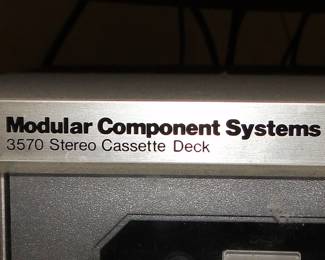 Modular Component Systems
3570 Stereo Cassette Deck